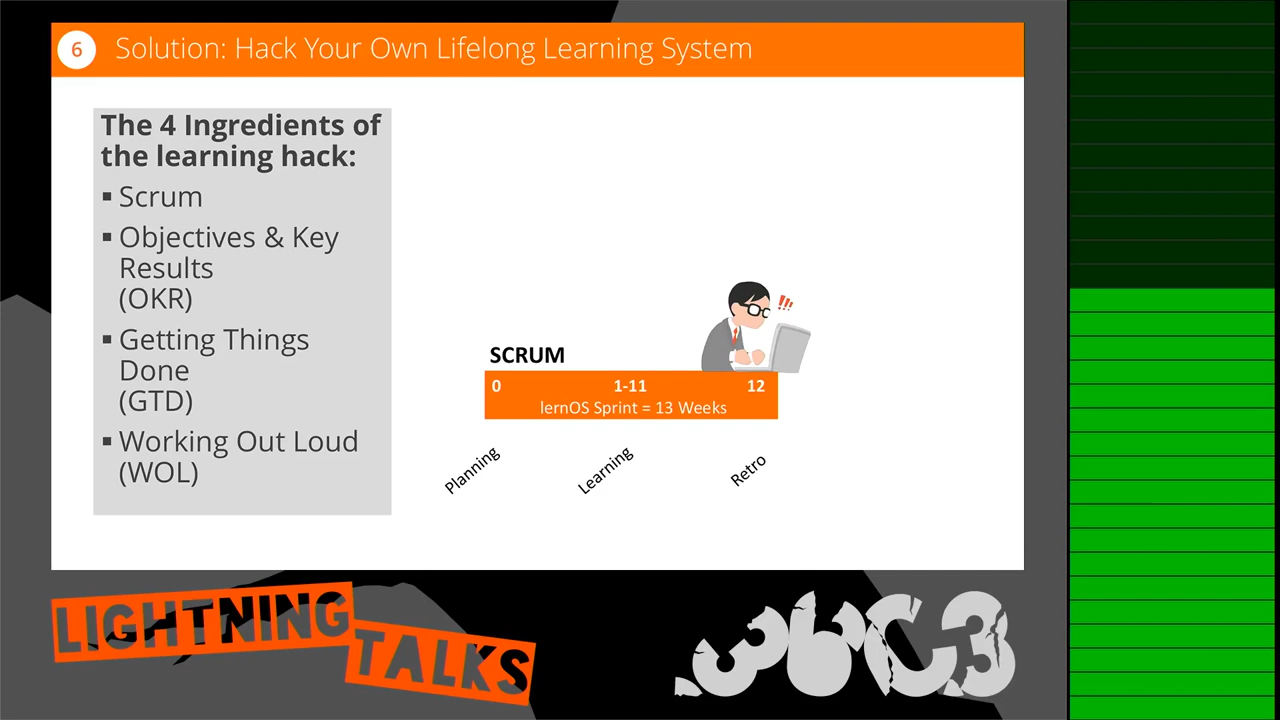 6 Solution: Hack Your Own Lifelong Learning System
The 4 Ingredients of
the learning hack:
▪ Scrum
▪ Objectives & Key
Results
(OKR)
▪ Getting Things
Done
(GTD)
▪ Working Out Loud
(WOL)
!!!
SCRUM
0 1-11 12
lernOS Sprint = 13 Weeks
Planning
Learning
Retro
LIGHTNING
TALKS
36C3